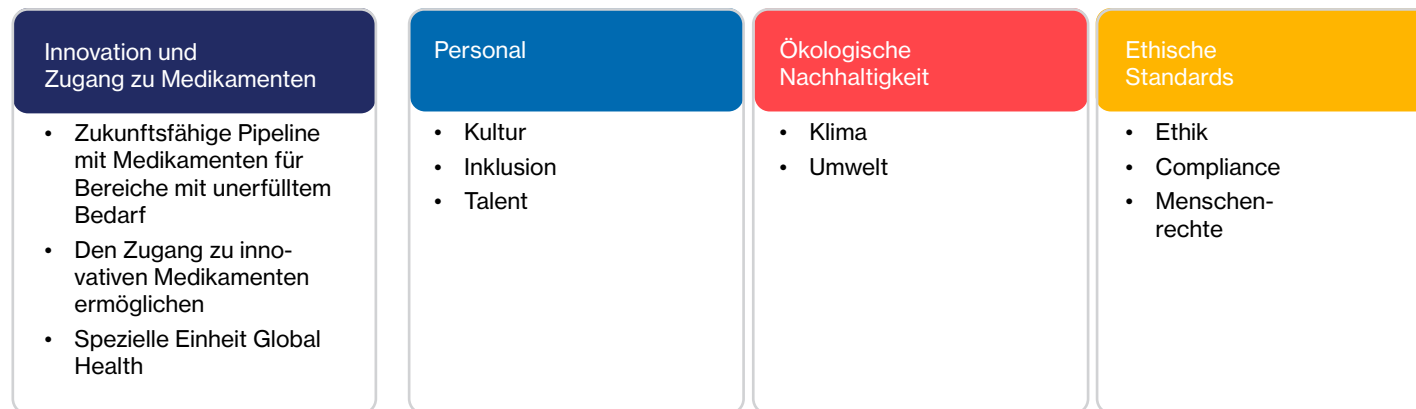 Innovation und
Zugang zu Medikamenten
• Zukunftsfähige Pipeline
mit Medikamenten für
Bereiche mit unerfülltem
Bedarf
• Den Zugang zu inno-
vativen Medikamenten
ermöglichen
• Spezielle Einheit Global
Health
Personal
• Kultur
• Inklusion
• Talent
Ökologische
Nachhaltigkeit
• Klima
• Umwelt
Ethische
Standards
• Ethik
• Compliance
• Menschen-
rechte